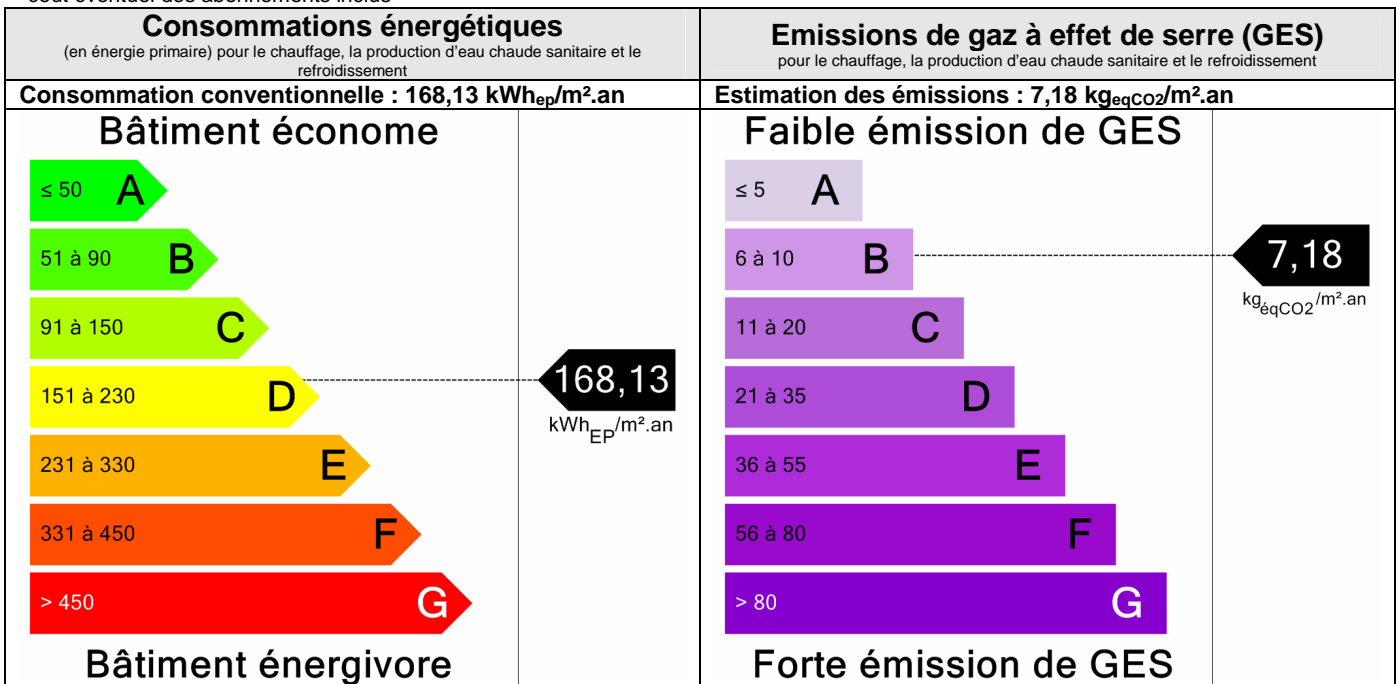 coût éventuel des abonnements inclus
Consommations énergétiques
(en énergie primaire) pour le chauffage, la production d'eau chaude sanitaire et le
refroidissement
Consommation conventionnelle : 168,13 kWhep/m².an
Bâtiment économe
≤ 50 A
51 à 90 B
91 à 150 C
151 à 230 D
168,13
kWhEP/m².an
231 à 330 E
331 à 450 F
> 450 G
Bâtiment énergivore
Emissions de gaz à effet de serre (GES)
pour le chauffage, la production d'eau chaude sanitaire et le refroidissement
Estimation des émissions : 7,18 kgeqCO2/m².an
Faible émission de GES
≤ 5 A
6 à 10 B
7,18
kgéqCO2/m².an
11 à 20 C
21 à 35 D
36 à 55 E
56 à 80 F
> 80 G
Forte émission de GES